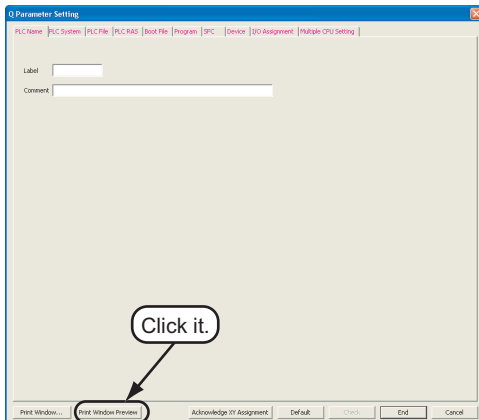 Q Parameter Setting
PLC Name PLC System PLC File PLC RAS Boot File Program SFC Device I/O Assignment Multiple CPU Setting
Label
Comment
Click it.
Print Window... Print Window Preview Acknowledge XY Assignment Default Check End Cancel